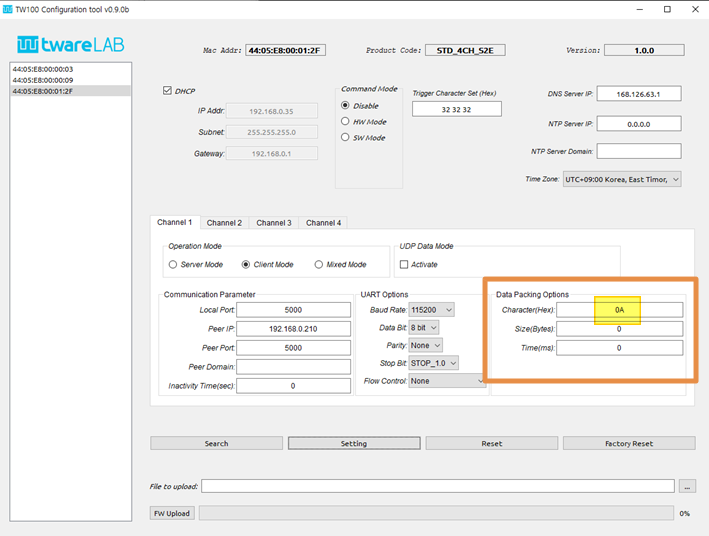 TW100 Configuration tool v0.9.0b
twareLAB
Mac Addr: 44:05:E8:00:01:2F Product Code: STD_4CH_S2E Version: 1.0.0
44:05:E8:00:00:03
44:05:E8:00:00:09
44:05:E8:00:01:2F
DHCP
IP Addr: 192.168.0.35
Subnet: 255.255.255.0
Gateway: 192.168.0.1
Command Mode
Disable
HW Mode
SW Mode
Trigger Character Set (Hex)
32 32 32
DNS Server IP: 168.126.63.1
NTP Server IP: 0.0.0.0
NTP Server Domain:
Time Zone: UTC+09:00 Korea, East Timor,
Channel 1 Channel 2 Channel 3 Channel 4
Operation Mode
Server Mode Client Mode Mixed Mode
UDP Data Mode
Activate
Communication Parameter
Local Port: 5000
Peer IP: 192.168.0.210
Peer Port: 5000
Peer Domain:
Inactivity Time(sec): 0
UART Options
Baud Rate: 115200
Data Bit: 8 bit
Parity: None
Stop Bit: STOP_1.0
Flow Control: None
Data Packing Options
Character(Hex): 0A
Size(Bytes): 0
Time(ms): 0
Search Setting Reset Factory Reset
File to upload: ...
FW Upload 0%